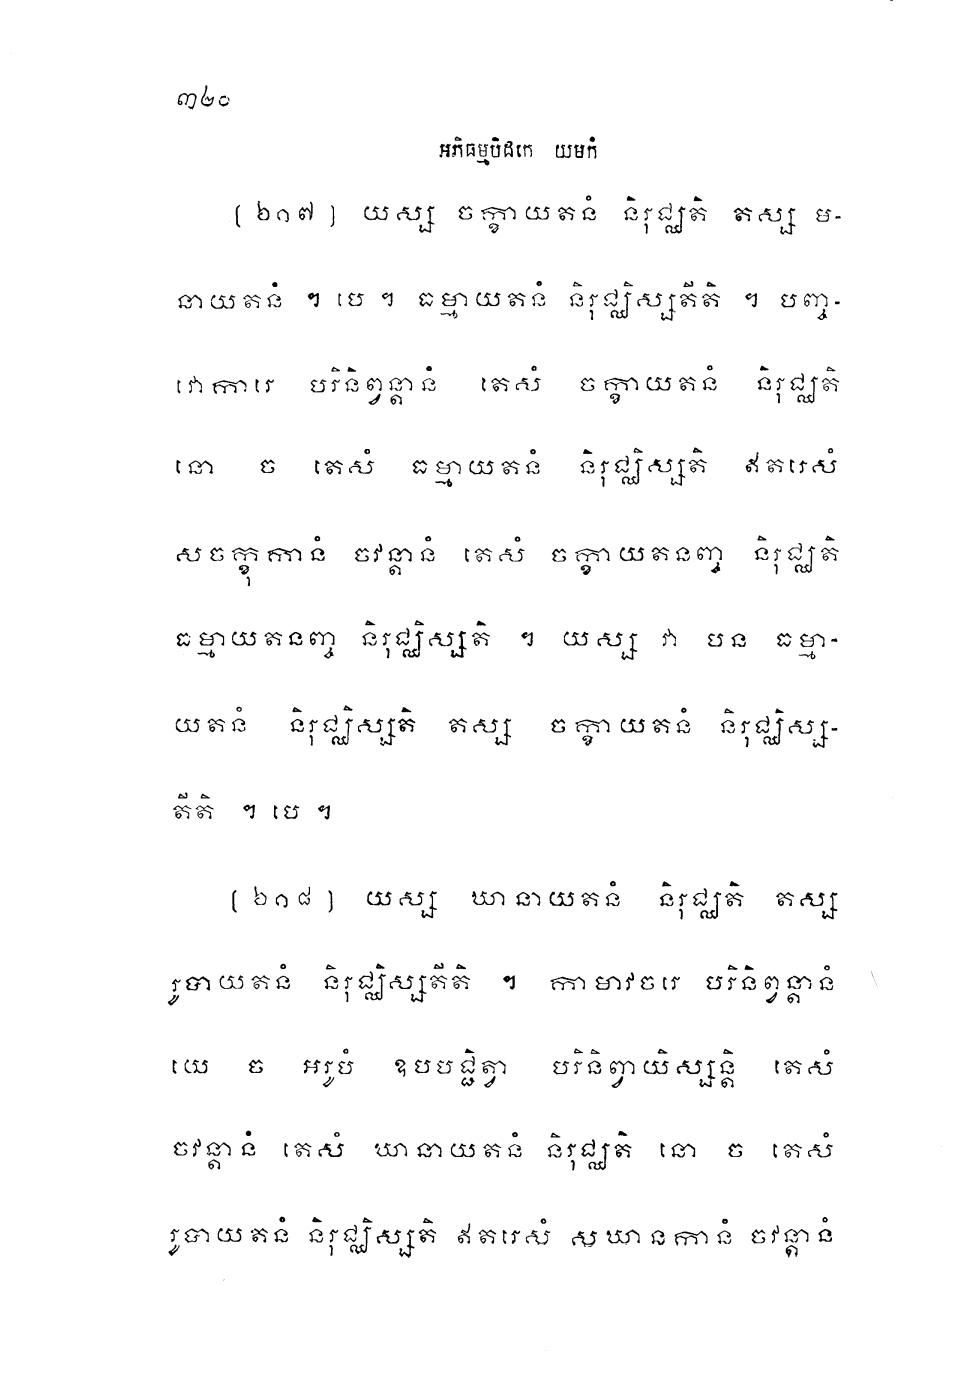 ៣២០
អភិធម្មបិដកេ យមកំ
(២១៧) យស្ស ចក្ខាយតនំ និរុជ្ឈតិ តស្ស ម-
នាយតនំ ។ បេ ។ ធម្មាយតនំ និរុជ្ឈិស្សតីតិ ។ បញ្ច-
វោការេ បរិនិព្វន្តានំ តេសំ ចក្ខាយតនំ និរុជ្ឈតិ
នោ ច តេសំ ធម្មាយតនំ និរុជ្ឈិស្សតិ ឥតរេសំ
សចក្ខុកានំ ចវន្តានំ តេសំ ចក្ខាយតនញ្ច និរុជ្ឈតិ
ធម្មាយតនញ្ច និរុជ្ឈិស្សតិ ។ យស្ស វា បន ធម្មា-
យតនំ និរុជ្ឈិស្សតិ តស្ស ចក្ខាយតនំ និរុជ្ឈិស្ស-
តីតិ ។ បេ ។
(២១៨) យស្ស ឃានាយតនំ និរុជ្ឈតិ តស្ស
រូបាយតនំ និរុជ្ឈិស្សតីតិ ។ កាមាវចរេ បរិនិព្វន្តានំ
យេ ច អរូបំ ឧបបជ្ជិត្វា បរិនិព្វាយិស្សន្តិ តេសំ
ចវន្តានំ តេសំ ឃានាយតនំ និរុជ្ឈតិ នោ ច តេសំ
រូបាយតនំ និរុជ្ឈិស្សតិ ឥតរេសំ សឃានកានំ ចវន្តានំ